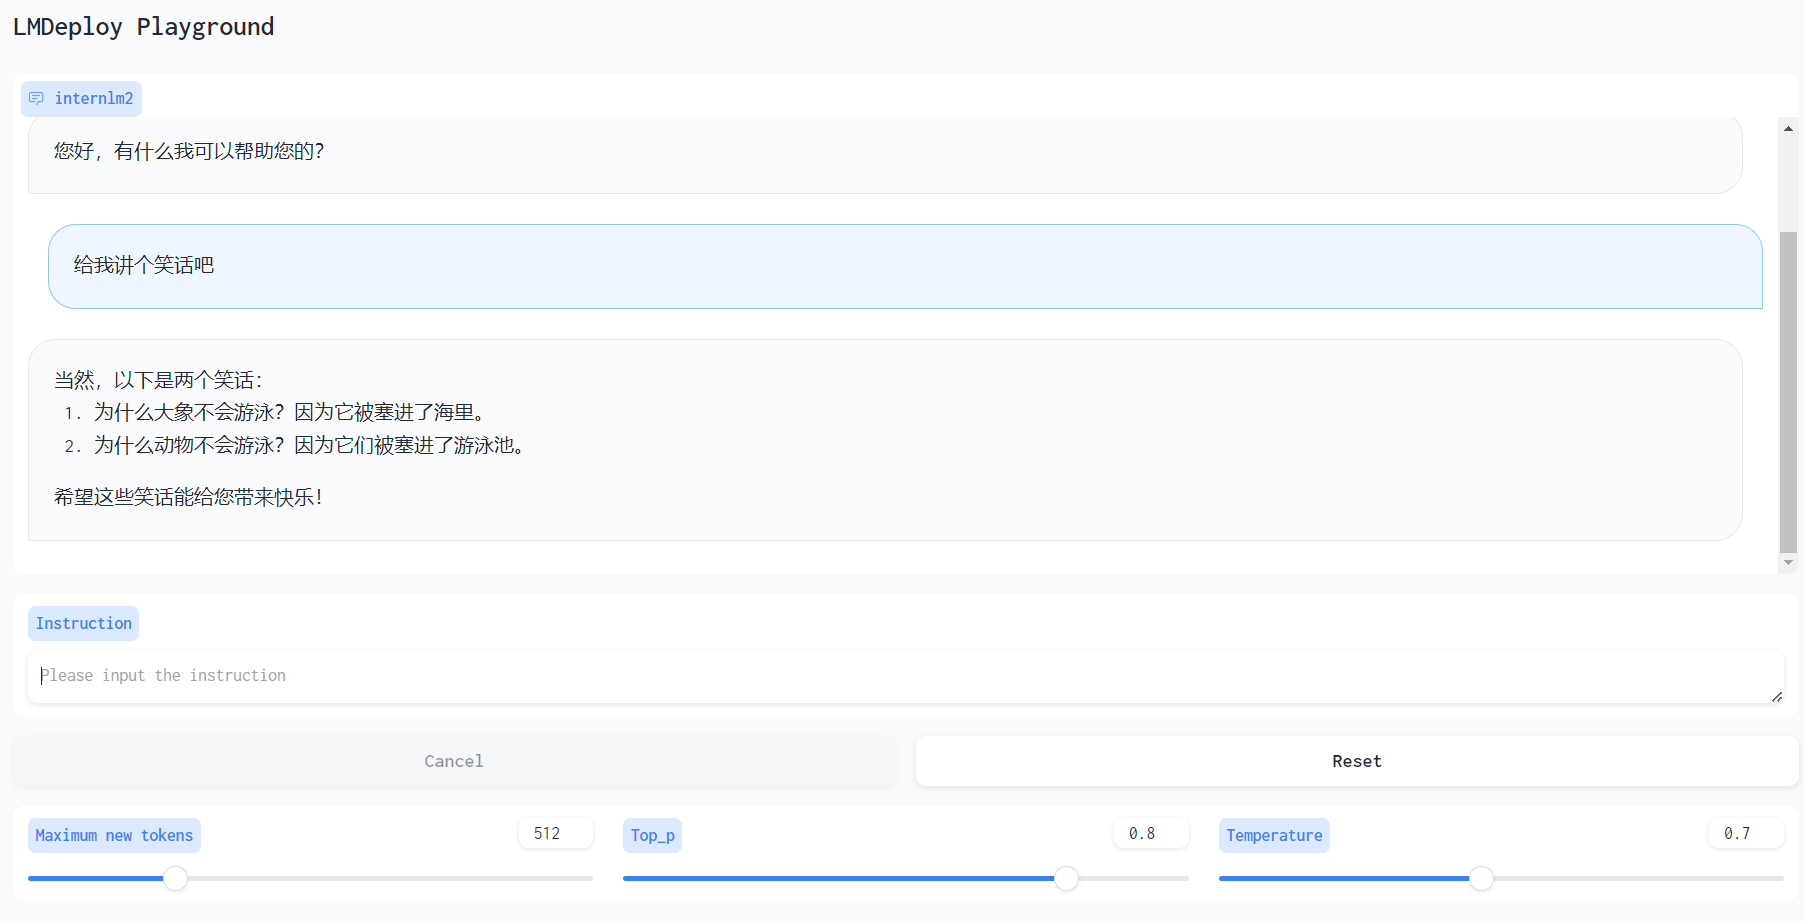 LMDeploy Playground
internlm2
您好，有什么我可以帮助您的？
给我讲个笑话吧
当然，以下是两个笑话：
1. 为什么大象不会游泳？因为它被塞进了海里。
2. 为什么动物不会游泳？因为它们被塞进了游泳池。
希望这些笑话能给您带来快乐！
Instruction
Please input the instruction
Cancel
Reset
Maximum new tokens
512
Top_p
0.8
Temperature
0.7